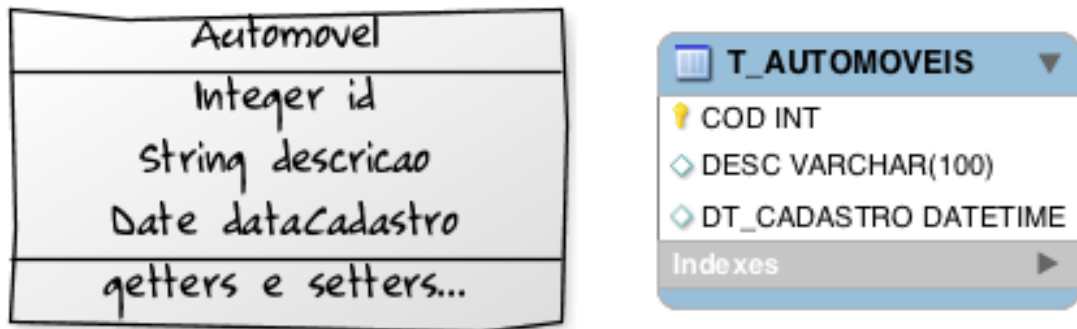 Automovel
Integer id
String descricao
Date dataCadastro
getters e setters...
T_AUTOMOVEIS
COD INT
DESC VARCHAR(100)
DT_CADASTRO DATETIME
Indexes